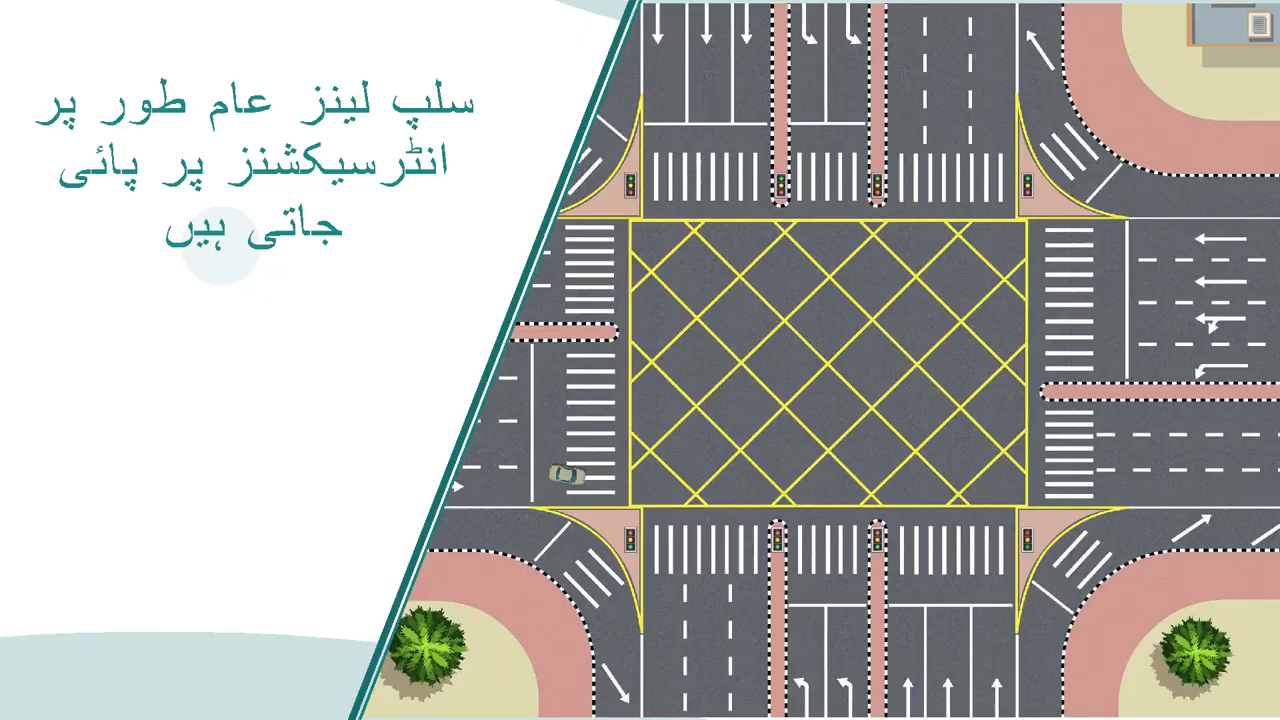 سلپ لینز عام طور پر
انٹرسیکشنز پر پائی
جاتی ہیں